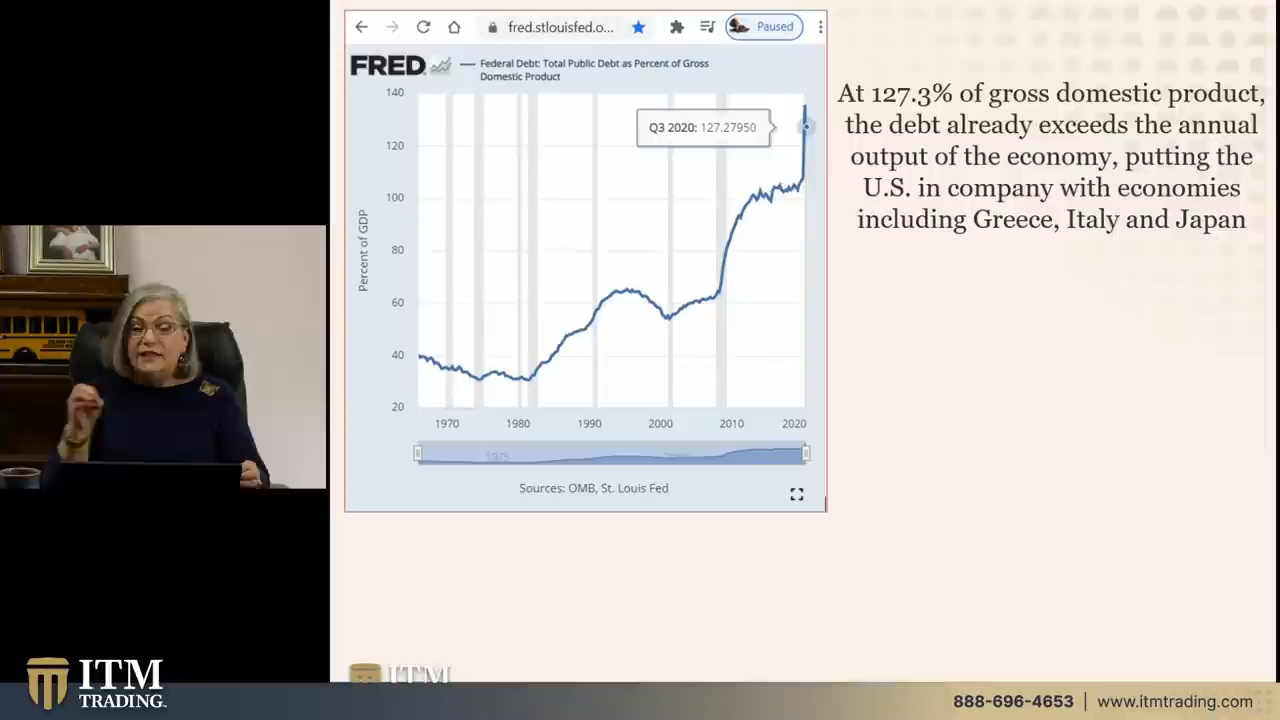 fred.stlouisfed.o...
Paused
FRED
Federal Debt: Total Public Debt as Percent of Gross
Domestic Product
140
120
100
80
60
40
20
Percent of GDP
Q3 2020: 127.27950
1970
1980
1990
2000
2010
2020
1975
Sources: OMB, St. Louis Fed
At 127.3% of gross domestic product,
the debt already exceeds the annual
output of the economy, putting the
U.S. in company with economies
including Greece, Italy and Japan
ITM
TRADING
ITM
888-696-4653 | www.itmtrading.com